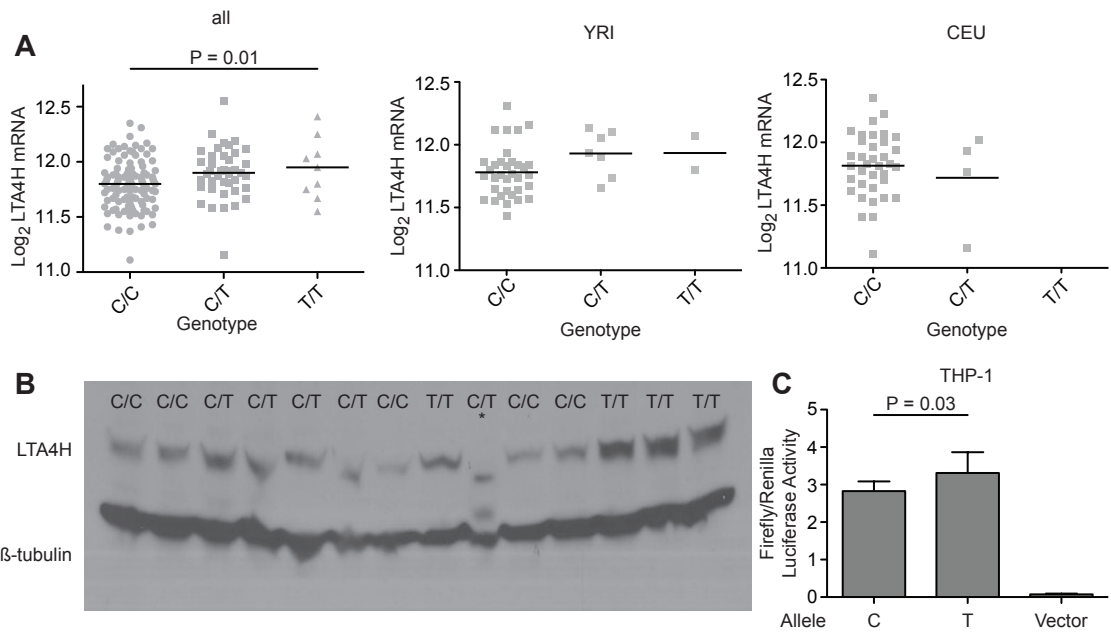 A
all
P = 0.01
Log2 LTA4H mRNA
12.5
12.0
11.5
11.0
C/C
C/T
T/T
Genotype
YRI
Log2 LTA4H mRNA
12.5
12.0
11.5
11.0
C/C
C/T
T/T
Genotype
CEU
Log2 LTA4H mRNA
12.5
12.0
11.5
11.0
C/C
C/T
T/T
Genotype
B
C/C C/C C/T C/T C/T C/T C/C T/T C/T C/C C/C T/T T/T T/T
*
LTA4H
ß-tubulin
C
THP-1
P = 0.03
Firefly/Renilla
Luciferase Activity
5
4
3
2
1
0
Allele C T Vector